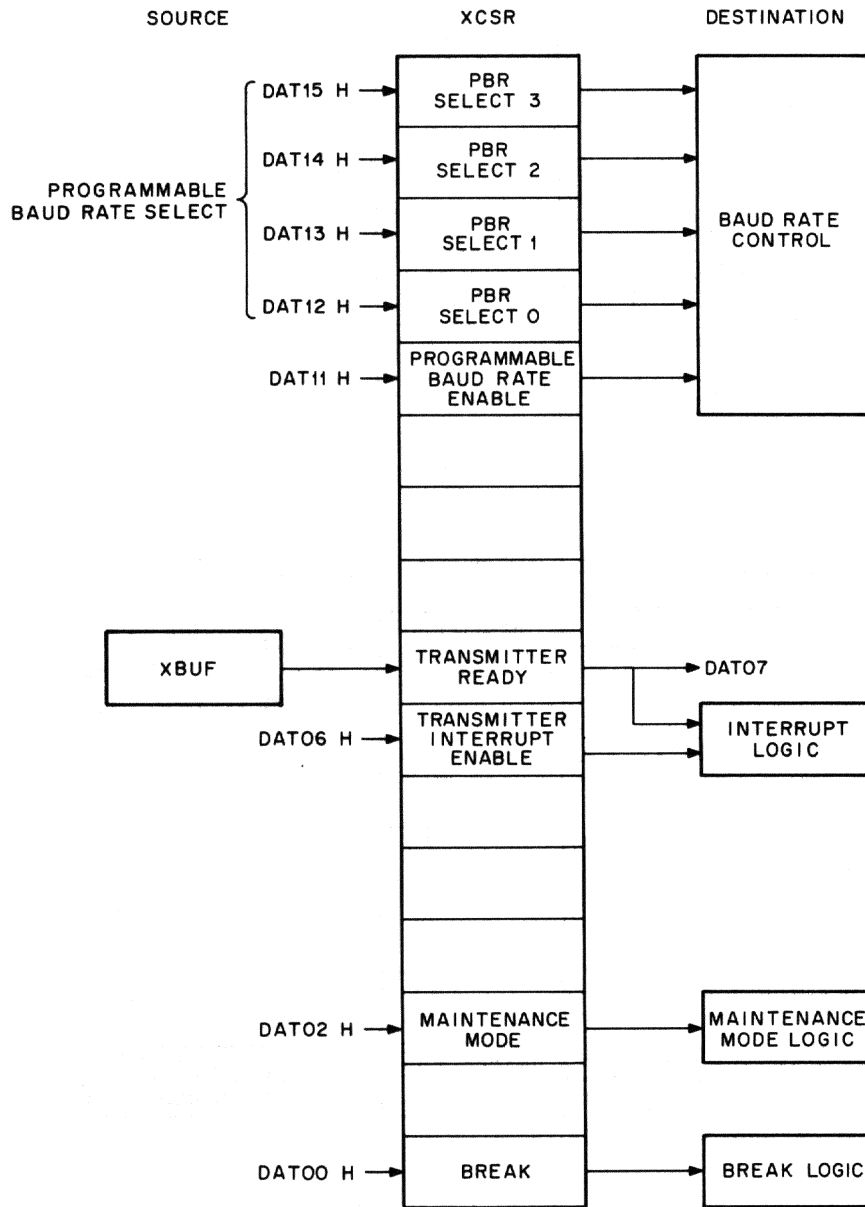 SOURCE
XCSR
DESTINATION
PROGRAMMABLE
BAUD RATE SELECT
DAT15 H
PBR
SELECT 3
DAT14 H
PBR
SELECT 2
DAT13 H
PBR
SELECT 1
DAT12 H
PBR
SELECT 0
BAUD RATE
CONTROL
DAT11 H
PROGRAMMABLE
BAUD RATE
ENABLE
XBUF
TRANSMITTER
READY
DAT07
DAT06 H
TRANSMITTER
INTERRUPT
ENABLE
INTERRUPT
LOGIC
DAT02 H
MAINTENANCE
MODE
MAINTENANCE
MODE LOGIC
DAT00 H
BREAK
BREAK LOGIC